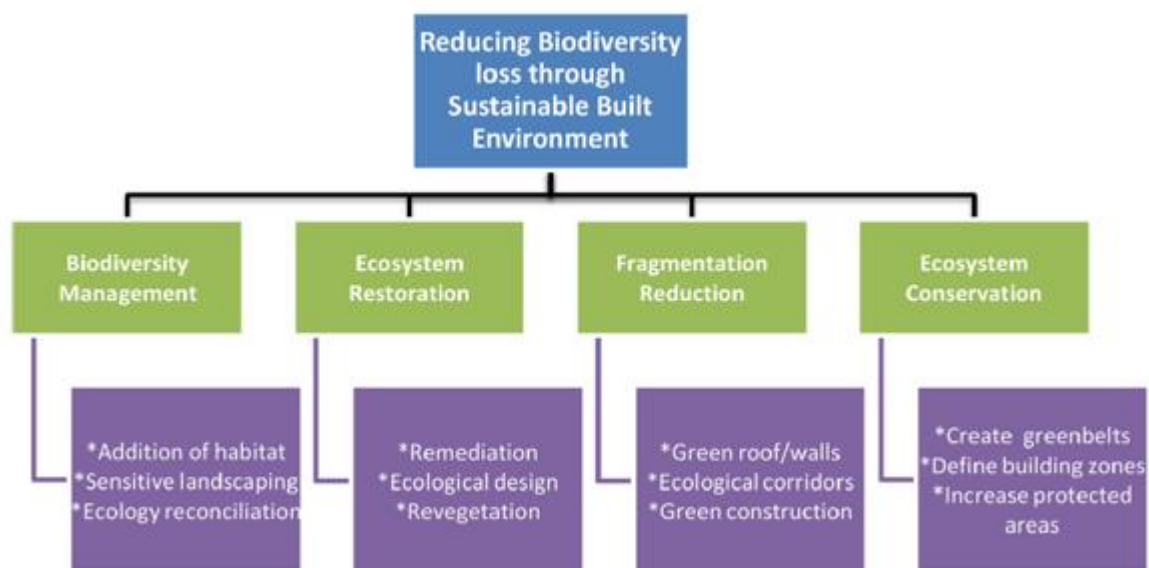 Reducing Biodiversity
loss through
Sustainable Built
Environment
Biodiversity
Management
Ecosystem
Restoration
Fragmentation
Reduction
Ecosystem
Conservation
*Addition of habitat
*Sensitive landscaping
*Ecology reconciliation
*Remediation
*Ecological design
*Revegetation
*Green roof/walls
*Ecological corridors
*Green construction
*Create greenbelts
*Define building zones
*Increase protected
areas